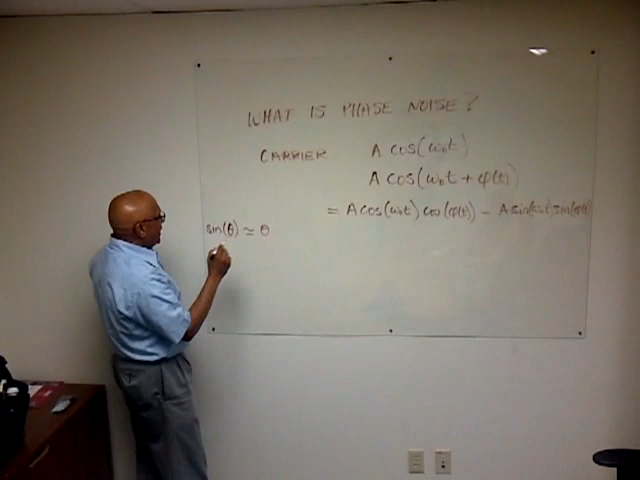 WHAT IS PHASE NOISE?
CARRIER A cos(ω₀t)
A cos(ω₀t + φ(t))
= A cos(ω₀t) cos(φ(t)) - A sin(ω₀t) sin(φ(t))
sin(θ) ≃ θ